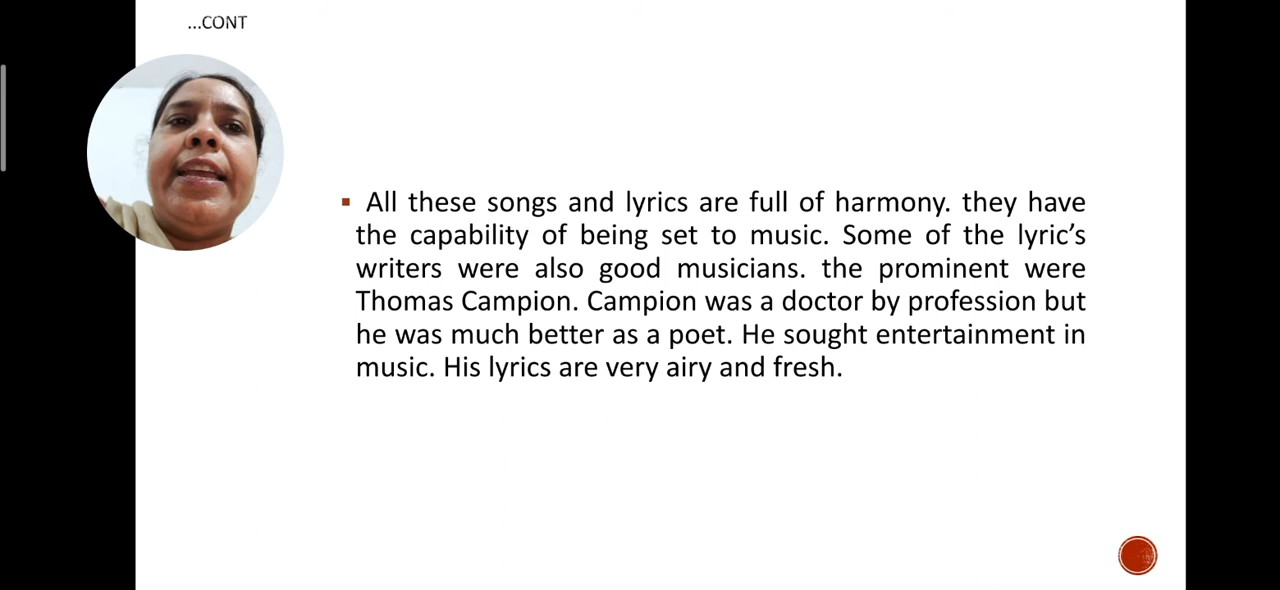 ...CONT
All these songs and lyrics are full of harmony. they have
the capability of being set to music. Some of the lyric’s
writers were also good musicians. the prominent were
Thomas Campion. Campion was a doctor by profession but
he was much better as a poet. He sought entertainment in
music. His lyrics are very airy and fresh.